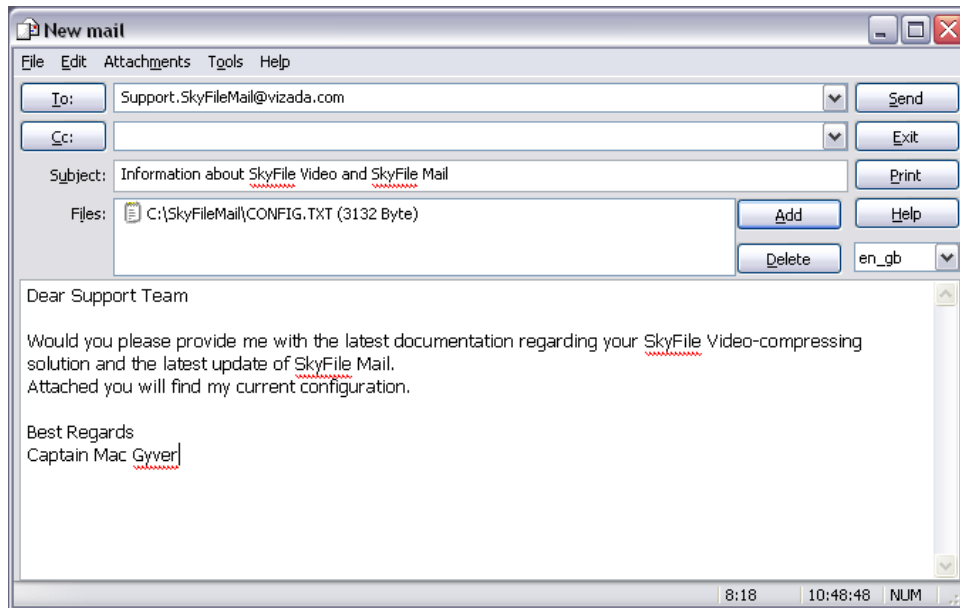 New mail
File Edit Attachments Tools Help
To: Support.SkyFileMail@vizada.com Send
Cc: Exit
Subject: Information about SkyFile Video and SkyFile Mail Print
Files: C:\SkyFileMail\CONFIG.TXT (3132 Byte) Add Help
Delete en_gb
Dear Support Team
Would you please provide me with the latest documentation regarding your SkyFile Video-compressing
solution and the latest update of SkyFile Mail.
Attached you will find my current configuration.
Best Regards
Captain Mac Gyver
8:18 10:48:48 NUM